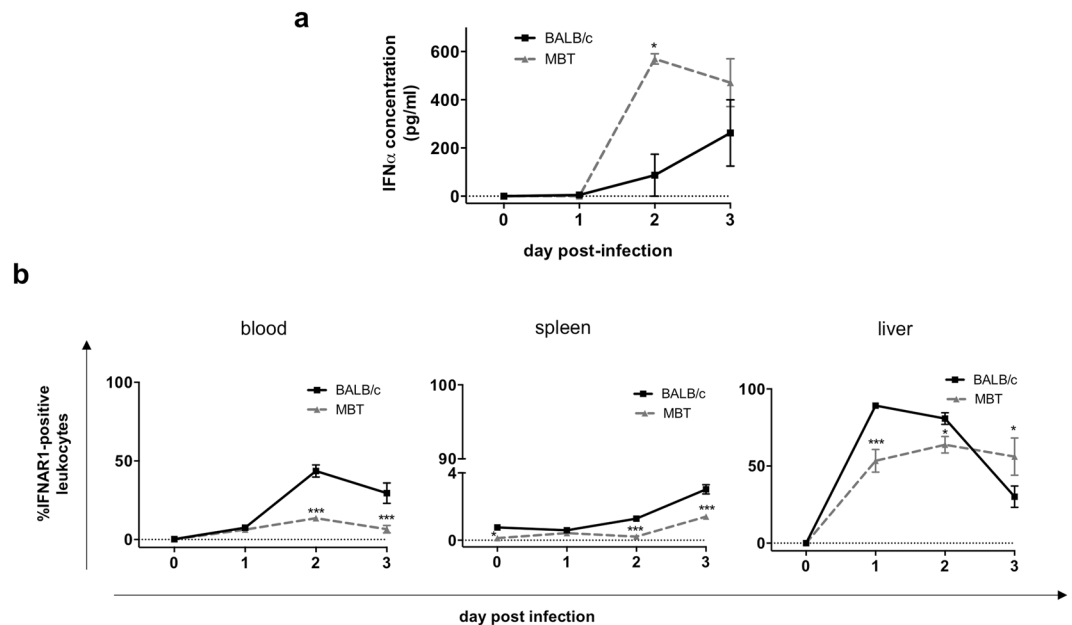 a
IFNα concentration
(pg/ml)
600
400
200
0
BALB/c
MBT
*
0 1 2 3
day post-infection
b
%IFNAR1-positive
leukocytes
blood
100
50
0
BALB/c
MBT
***
***
0 1 2 3
spleen
100
90
4
0
BALB/c
MBT
*
***
***
0 1 2 3
liver
100
50
0
BALB/c
MBT
***
*
*
0 1 2 3
day post infection